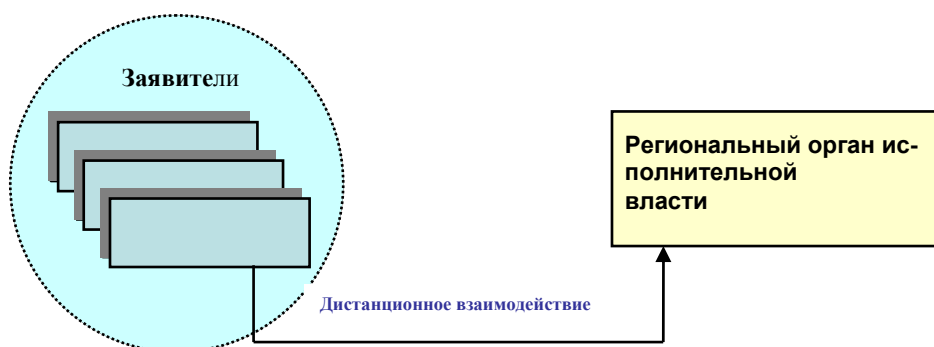 Заявители
Региональный орган ис-
полнительной
власти
Дистанционное взаимодействие